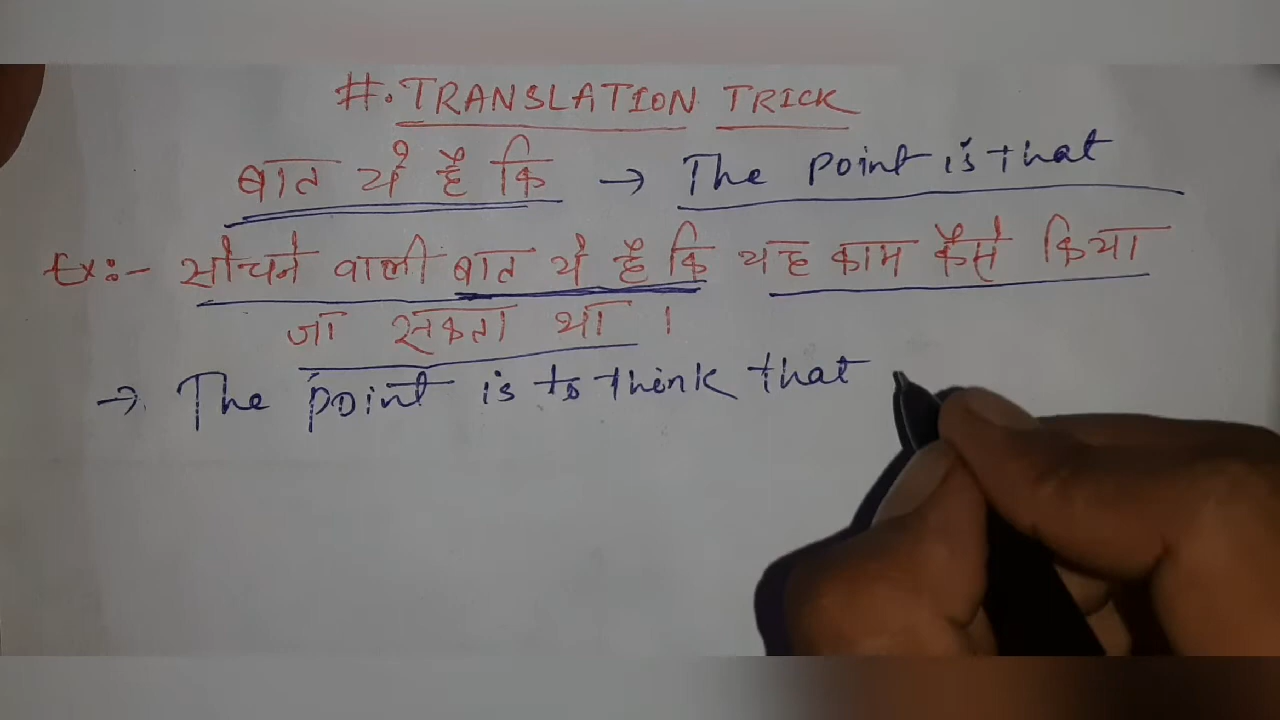 #. TRANSLATION TRICK
बात ये है कि → The point is that
Ex:- सोचने वाली बात ये है कि यह काम कैसे किया
जा सकता था ।
→ The point is to think that